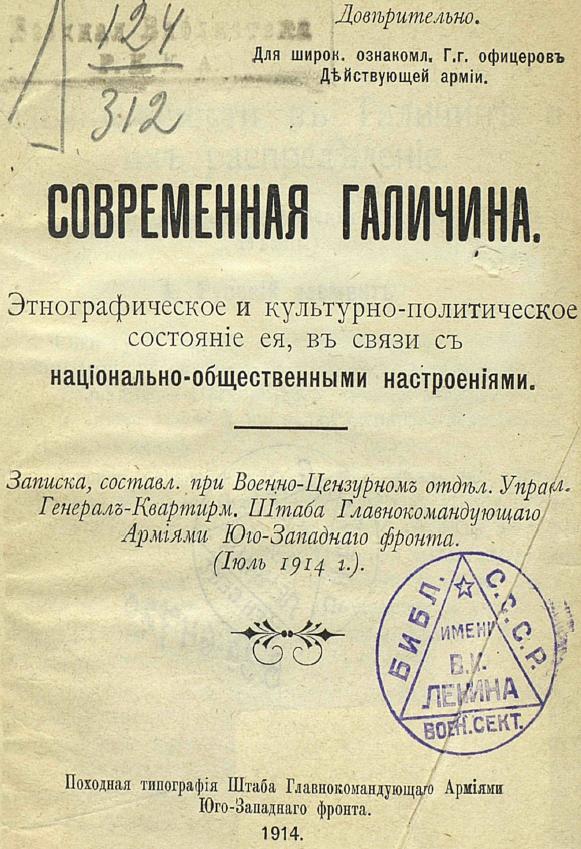 124
312
Довѣрительно.
Для широк. ознакомл. Г.г. офицеровъ
Дѣйствующей арміи.
СОВРЕМЕННАЯ ГАЛИЧИНА.
Этнографическое и культурно-политическое
состояніе ея, въ связи съ
національно-общественными настроеніями.
Записка, составл. при Военно-Цензурномъ отдѣл. Управл.
Генералъ-Квартирм. Штаба Главнокомандующаго
Арміями Юго-Западнаго фронта.
(Іюль 1914 г.).
БИБЛ. С.С.С.Р.
ИМЕНИ
В.И.
ЛЕНИНА
ВОЕН.СЕКТ.
Походная типографія Штаба Главнокомандующаго Арміями
Юго-Западнаго фронта.
1914.